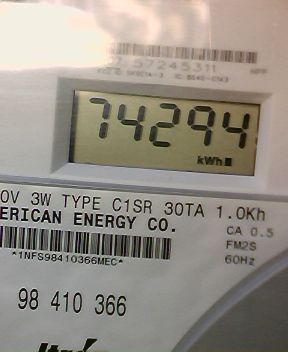 57245311
74294
kWh
0V 3W TYPE C1SR 30TA 1.0Kh
ERICAN ENERGY CO.
CA 0.5
FM2S
60Hz
*1NFS98410366MEC*
98 410 366